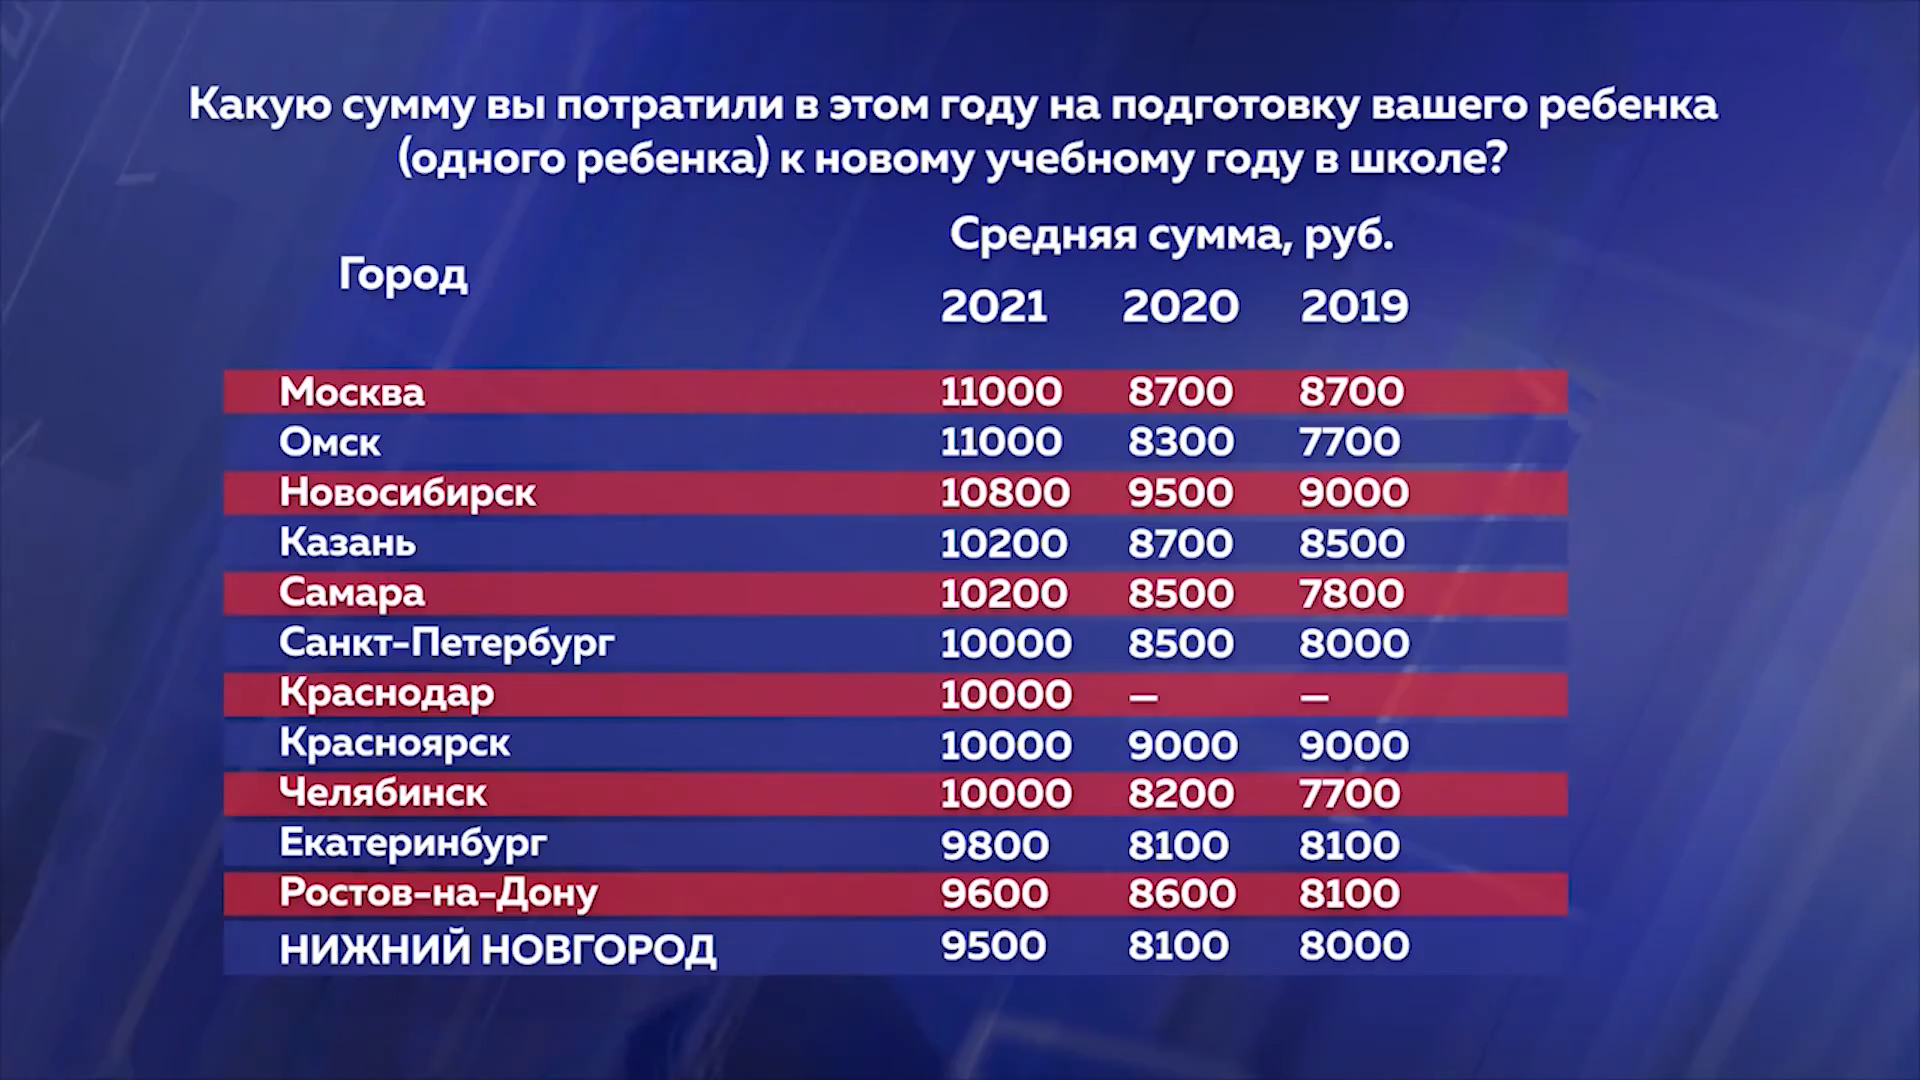 Какую сумму вы потратили в этом году на подготовку вашего ребенка
(одного ребенка) к новому учебному году в школе?
Город
Средняя сумма, руб.
2021 2020 2019
Москва 11000 8700 8700
Омск 11000 8300 7700
Новосибирск 10800 9500 9000
Казань 10200 8700 8500
Самара 10200 8500 7800
Санкт-Петербург 10000 8500 8000
Краснодар 10000 – –
Красноярск 10000 9000 9000
Челябинск 10000 8200 7700
Екатеринбург 9800 8100 8100
Ростов-на-Дону 9600 8600 8100
НИЖНИЙ НОВГОРОД 9500 8100 8000